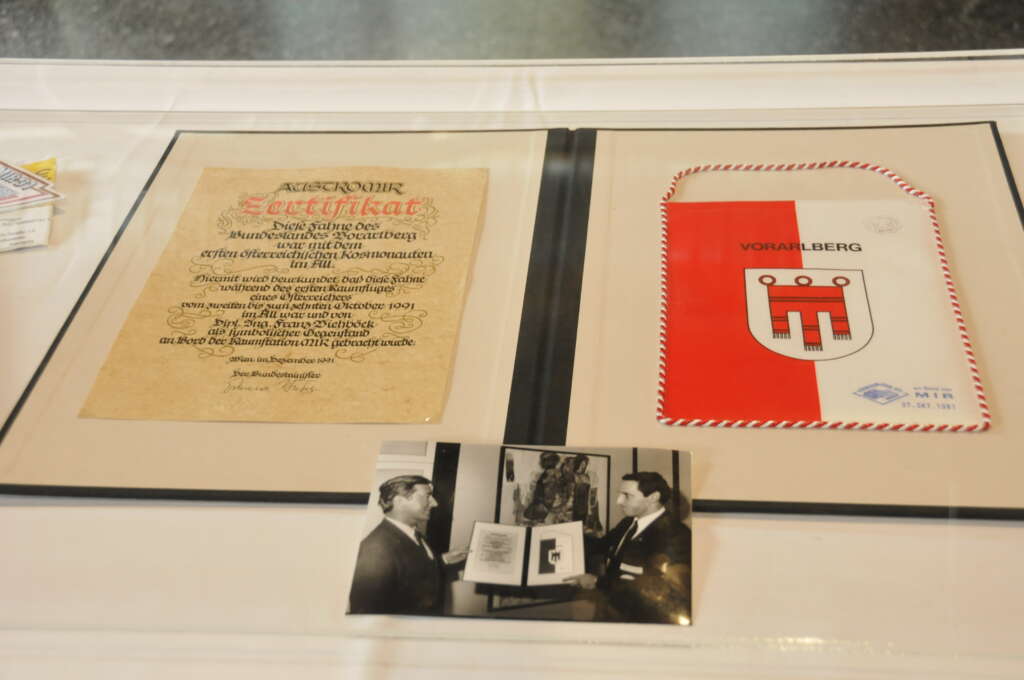 AUSTROMIR
Zertifikat
Diese Fahne des
Bundeslandes Vorarlberg
war mit dem
ersten österreichischen Kosmonauten
im All.
Hiermit wird beurkundet, daß diese Fahne
während des ersten Raumfluges
eines Österreichers
vom zweiten bis zum zehnten Oktober 1991
im All war und von
Dipl. Ing. Franz Viehböck
als symbolischer Gegenstand
an Bord der Raumstation MIR gebracht wurde.
Wien, im Dezember 1991
Der Bundesminister
VORARLBERG
MIR
07. OKT. 1991